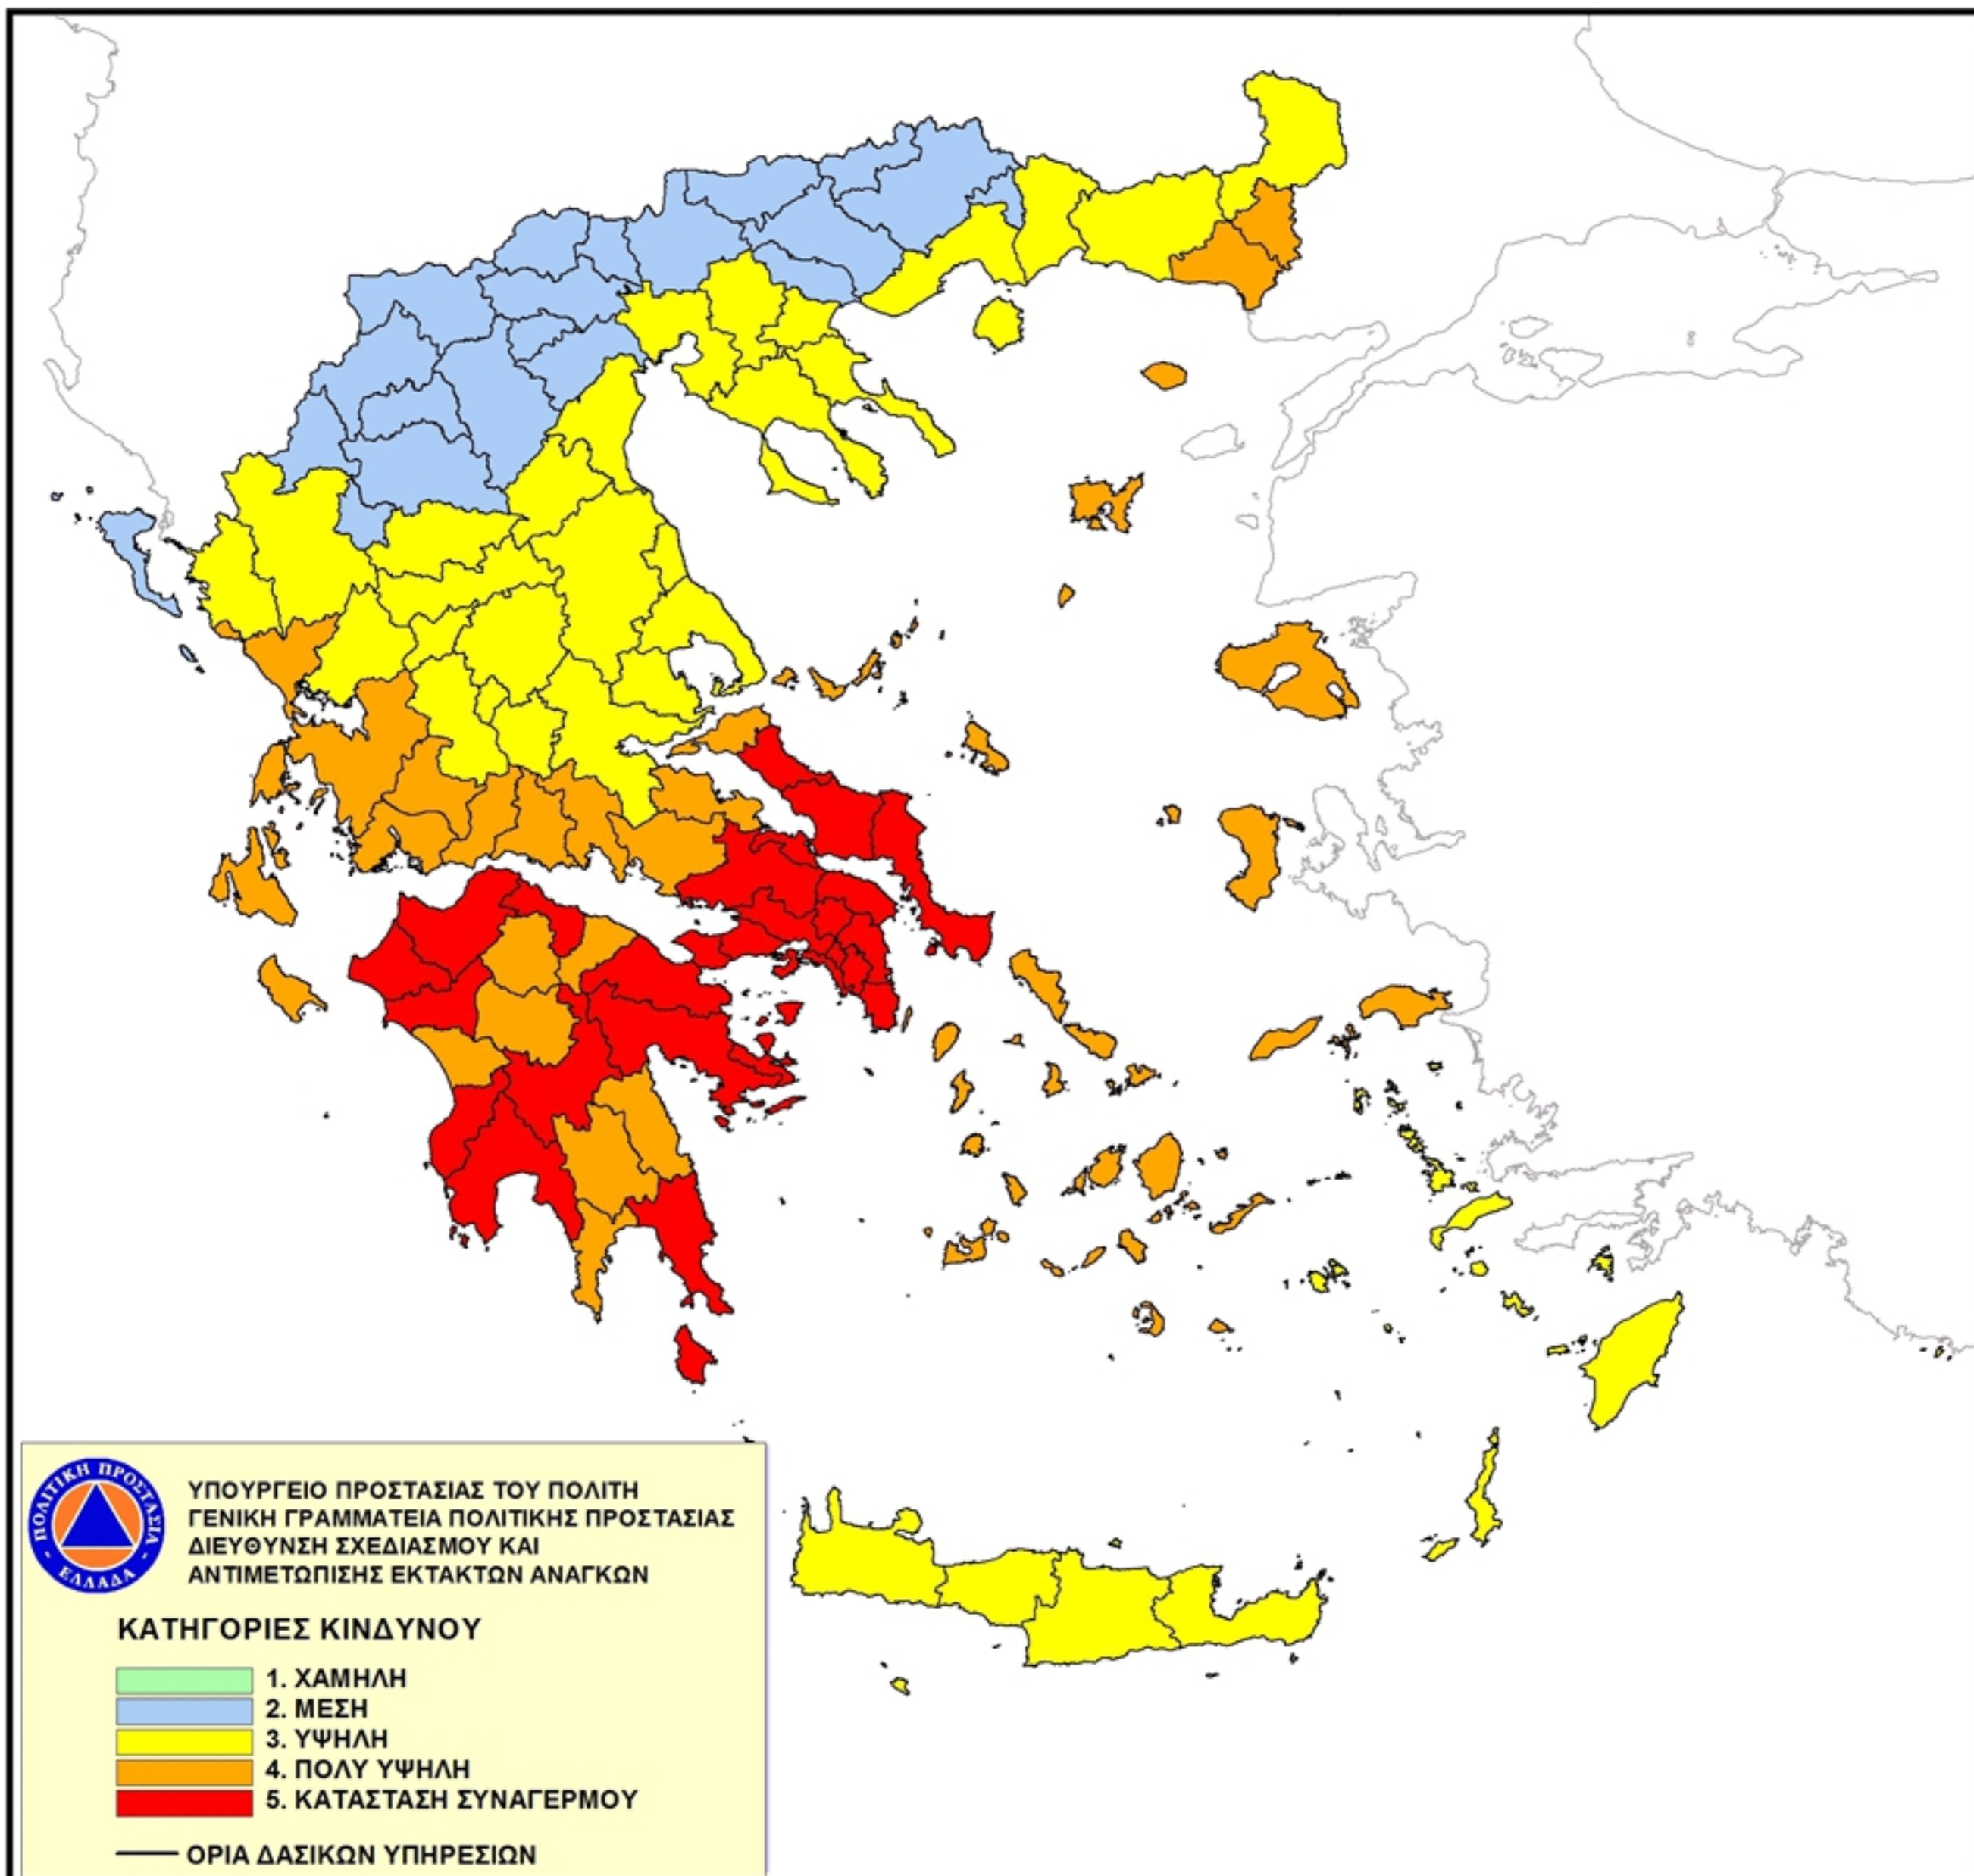 ΠΟΛΙΤΙΚΗ ΠΡΟΣΤΑΣΙΑ
ΕΛΛΑΔΑ
ΥΠΟΥΡΓΕΙΟ ΠΡΟΣΤΑΣΙΑΣ ΤΟΥ ΠΟΛΙΤΗ
ΓΕΝΙΚΗ ΓΡΑΜΜΑΤΕΙΑ ΠΟΛΙΤΙΚΗΣ ΠΡΟΣΤΑΣΙΑΣ
ΔΙΕΥΘΥΝΣΗ ΣΧΕΔΙΑΣΜΟΥ ΚΑΙ
ΑΝΤΙΜΕΤΩΠΙΣΗΣ ΕΚΤΑΚΤΩΝ ΑΝΑΓΚΩΝ
ΚΑΤΗΓΟΡΙΕΣ ΚΙΝΔΥΝΟΥ
1. ΧΑΜΗΛΗ
2. ΜΕΣΗ
3. ΥΨΗΛΗ
4. ΠΟΛΥ ΥΨΗΛΗ
5. ΚΑΤΑΣΤΑΣΗ ΣΥΝΑΓΕΡΜΟΥ
ΟΡΙΑ ΔΑΣΙΚΩΝ ΥΠΗΡΕΣΙΩΝ